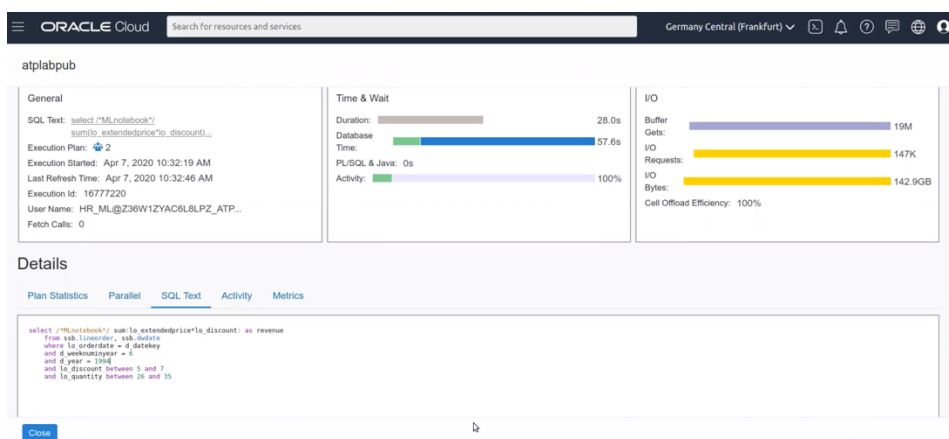 ORACLE Cloud
Search for resources and services
Germany Central (Frankfurt)
atplabpub
General
SQL Text: select /*MLnotebook*/
sum(lo_extendedprice*lo_discount)...
Execution Plan: 2
Execution Started: Apr 7, 2020 10:32:19 AM
Last Refresh Time: Apr 7, 2020 10:32:46 AM
Execution Id: 16777220
User Name: HR_ML@Z36W1ZYAC6L8LPZ_ATP...
Fetch Calls: 0
Time & Wait
Duration: 28.0s
Database
Time: 57.6s
PL/SQL & Java: 0s
Activity: 100%
I/O
Buffer
Gets: 19M
I/O
Requests: 147K
I/O
Bytes: 142.9GB
Cell Offload Efficiency: 100%
Details
Plan Statistics Parallel SQL Text Activity Metrics
select /*MLnotebook*/ sum(lo_extendedprice*lo_discount) as revenue
from ssb.lineorder, ssb.dwdate
where lo_orderdate = d_datekey
and d_weeknuminyear = 6
and d_year = 1994
and lo_discount between 5 and 7
and lo_quantity between 26 and 35
Close